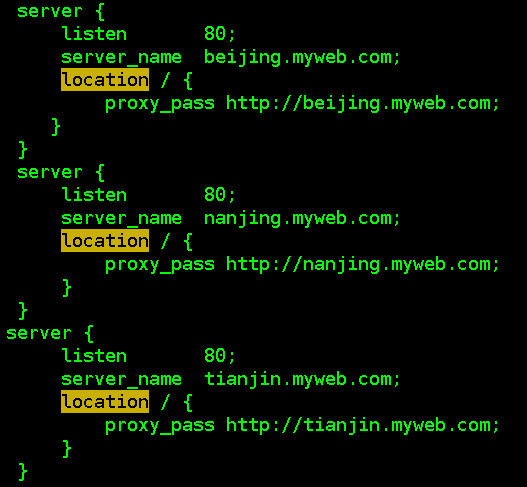 server {
listen 80;
server_name beijing.myweb.com;
location / {
proxy_pass http://beijing.myweb.com;
}
}
server {
listen 80;
server_name nanjing.myweb.com;
location / {
proxy_pass http://nanjing.myweb.com;
}
}
server {
listen 80;
server_name tianjin.myweb.com;
location / {
proxy_pass http://tianjin.myweb.com;
}
}